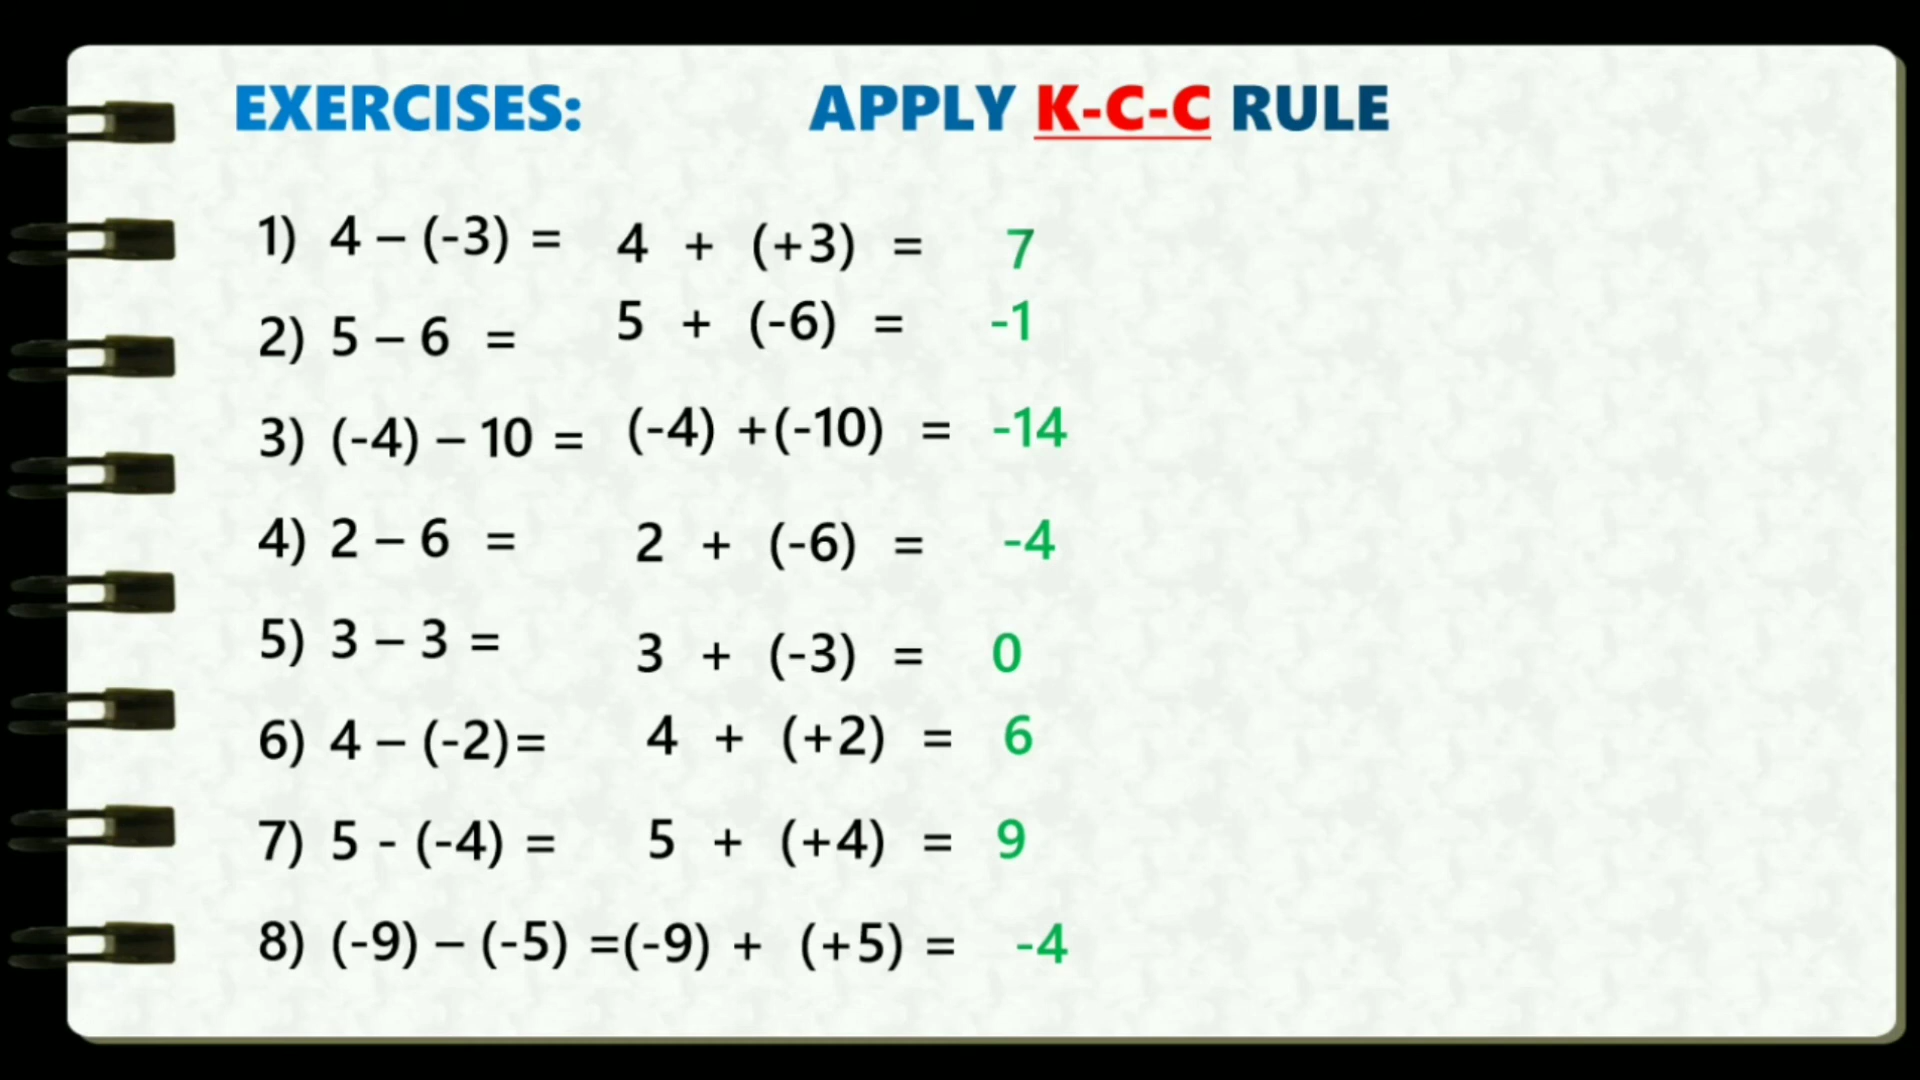 EXERCISES: APPLY K-C-C RULE
1) 4 – (-3) = 4 + (+3) = 7
2) 5 – 6 = 5 + (-6) = -1
3) (-4) – 10 = (-4) +(-10) = -14
4) 2 – 6 = 2 + (-6) = -4
5) 3 – 3 = 3 + (-3) = 0
6) 4 – (-2)= 4 + (+2) = 6
7) 5 - (-4) = 5 + (+4) = 9
8) (-9) – (-5) =(-9) + (+5) = -4